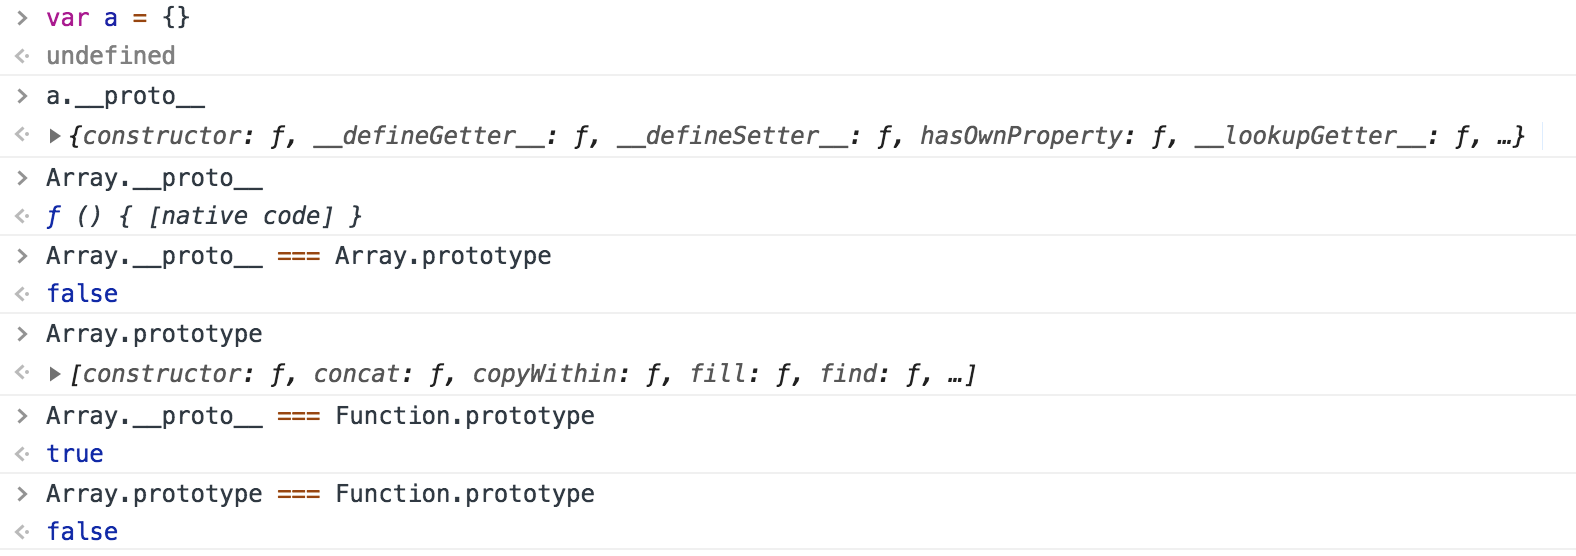 > var a = {}
<· undefined
> a.__proto__
<· ▶{constructor: ƒ, __defineGetter__: ƒ, __defineSetter__: ƒ, hasOwnProperty: ƒ, __lookupGetter__: ƒ, …}
> Array.__proto__
<· ƒ () { [native code] }
> Array.__proto__ === Array.prototype
<· false
> Array.prototype
<· ▶[constructor: ƒ, concat: ƒ, copyWithin: ƒ, fill: ƒ, find: ƒ, …]
> Array.__proto__ === Function.prototype
<· true
> Array.prototype === Function.prototype
<· false